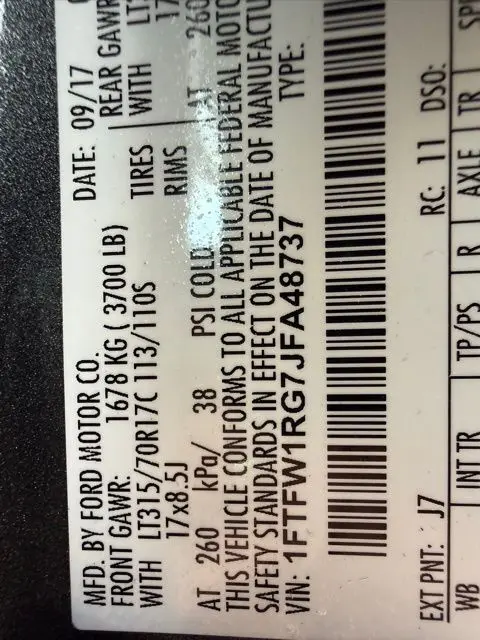 MFD. BY FORD MOTOR CO. DATE: 09/17
FRONT GAWR: 1678 KG ( 3700 LB) REAR GAWR
WITH LT315/70R17C 113/110S TIRES WITH
17x8.5J RIMS
AT 260 kPa/ 38 PSI COLD AT 260
THIS VEHICLE CONFORMS TO ALL APPLICABLE FEDERAL
SAFETY STANDARDS IN EFFECT ON THE DATE OF
VIN: 1FTFW1RG7JFA48737 TYPE:
EXT PNT: J7 RC: 11 DSO:
WB INT TR TP/PS R AXLE TR